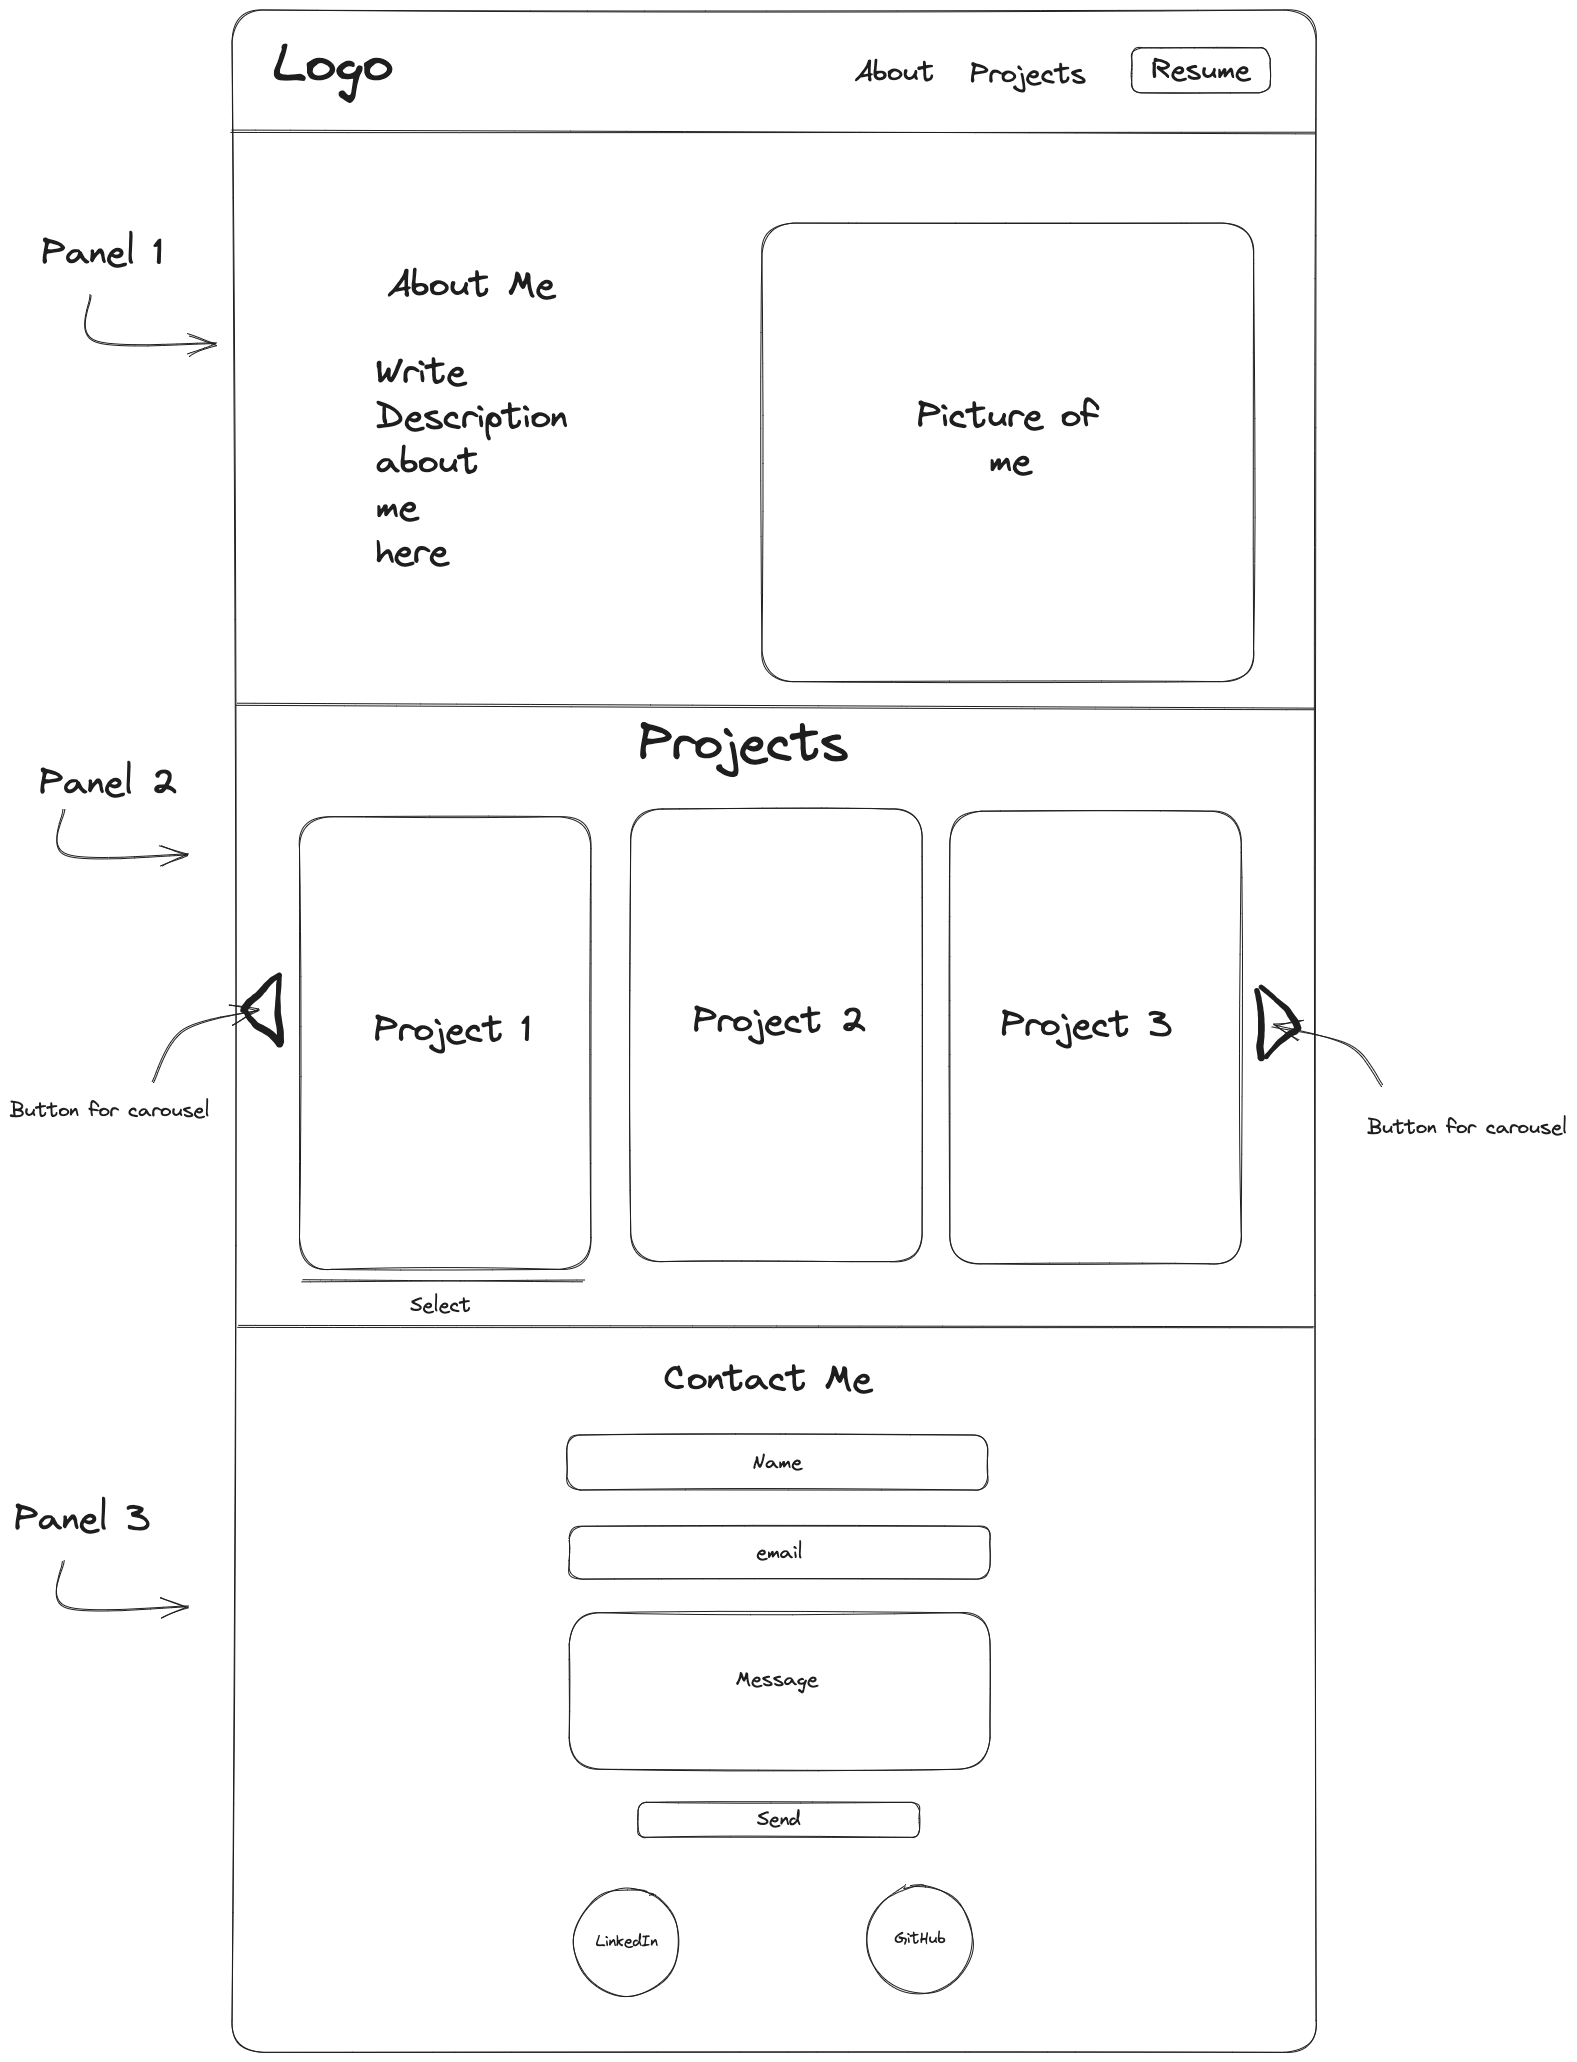 Logo
About
Projects
Resume
Panel 1
About Me
Write
Description
about
me
here
Picture of
me
Projects
Panel 2
Project 1
Project 2
Project 3
Button for carousel
Button for carousel
Select
Contact Me
Name
Panel 3
email
Message
Send
LinkedIn
GitHub